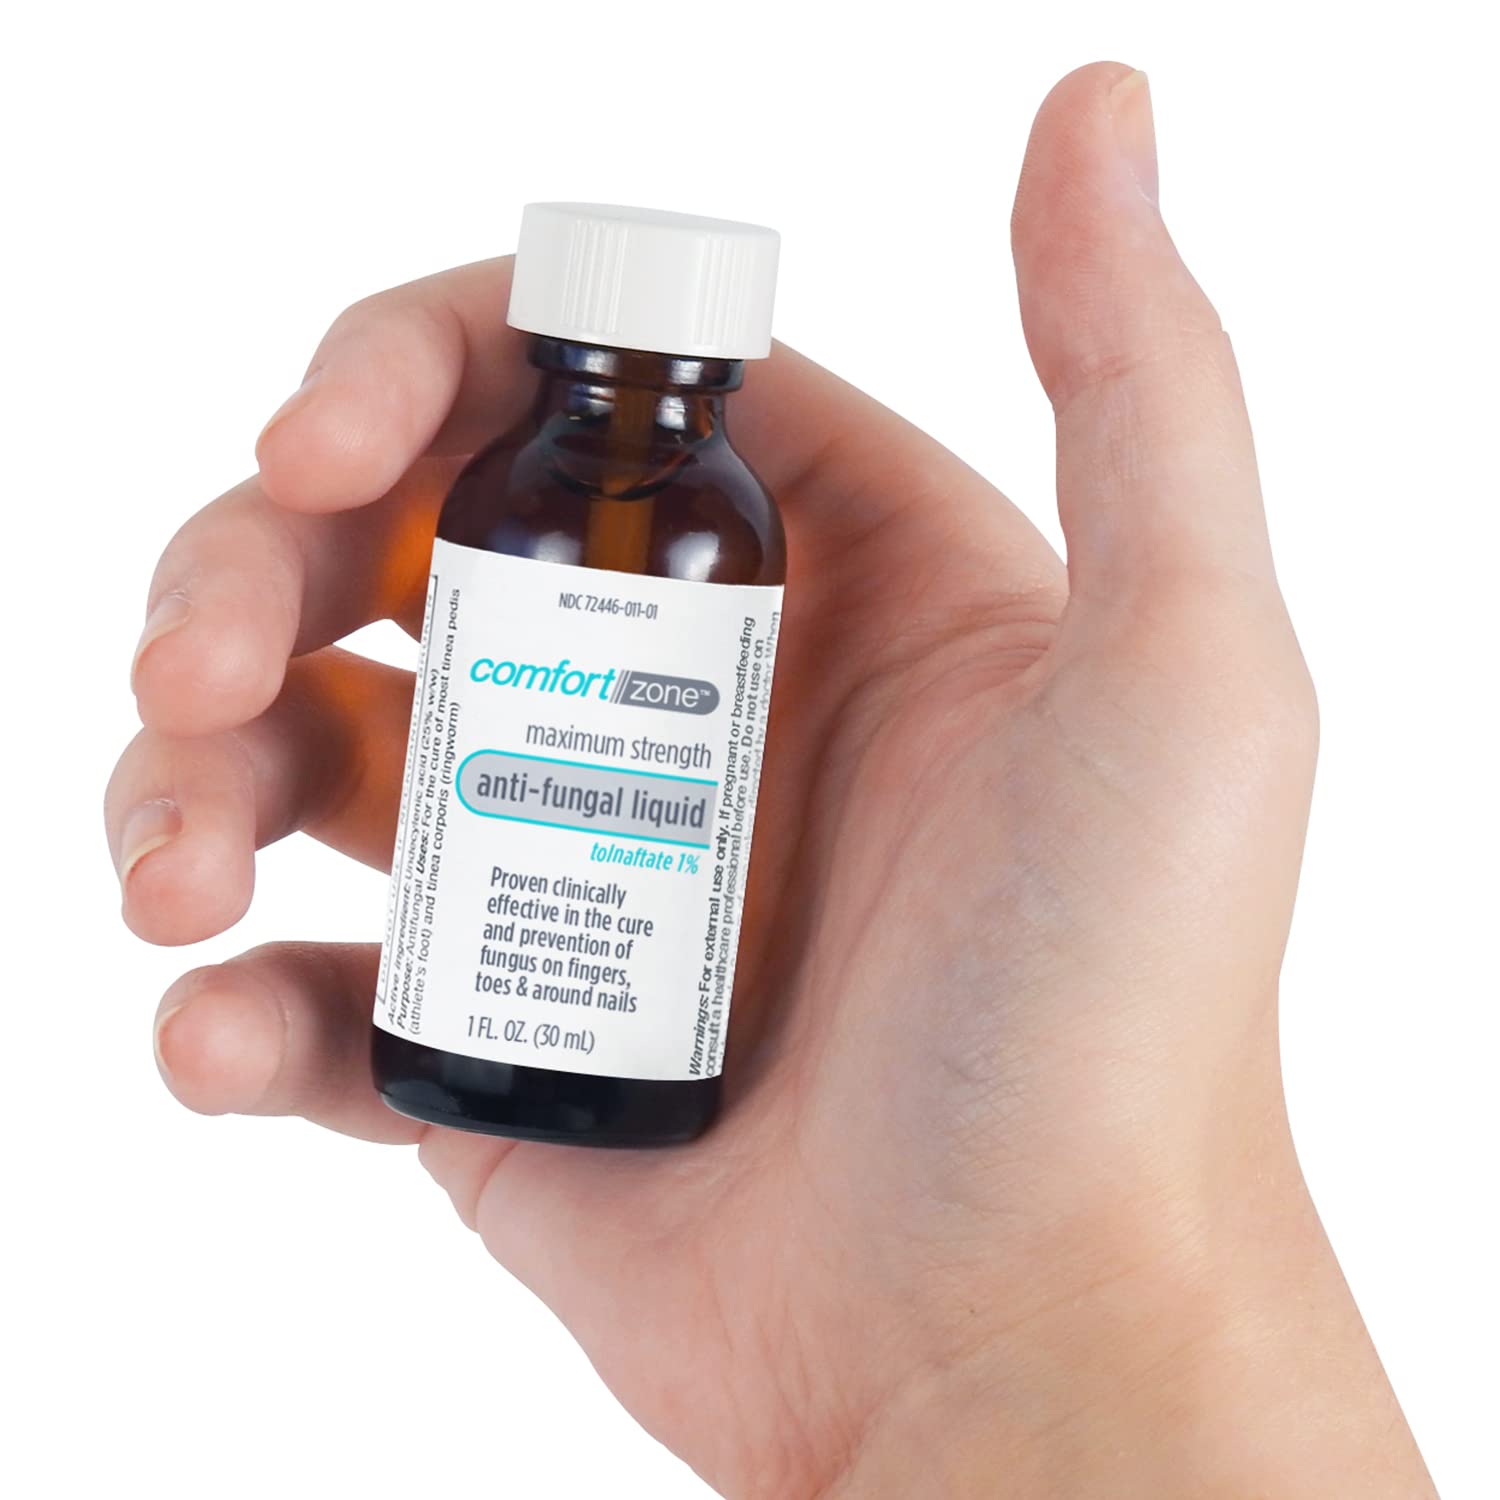 NDC 72446-011-01
comfort zone™
maximum strength
anti-fungal liquid
tolnaftate 1%
Proven clinically
effective in the cure
and prevention of
fungus on fingers,
toes & around nails
1 FL. OZ. (30 mL)
Active ingredient: Undecylenic acid (25% w/w)
Purpose: Antifungal Uses: For the cure of most tinea pedis
(athlete's foot) and tinea corporis (ringworm)
Warnings: For external use only. If pregnant or breastfeeding
consult a healthcare professional before use. Do not use on